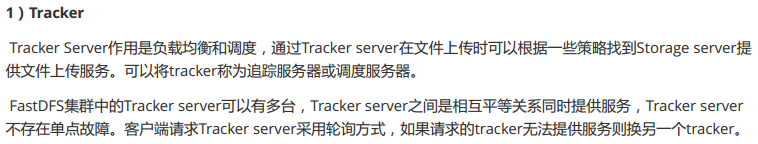 1）Tracker
Tracker Server作用是负载均衡和调度，通过Tracker server在文件上传时可以根据一些策略找到Storage server提
供文件上传服务。可以将tracker称为追踪服务器或调度服务器。
FastDFS集群中的Tracker server可以有多台，Tracker server之间是相互平等关系同时提供服务，Tracker server
不存在单点故障。客户端请求Tracker server采用轮询方式，如果请求的tracker无法提供服务则换另一个tracker。